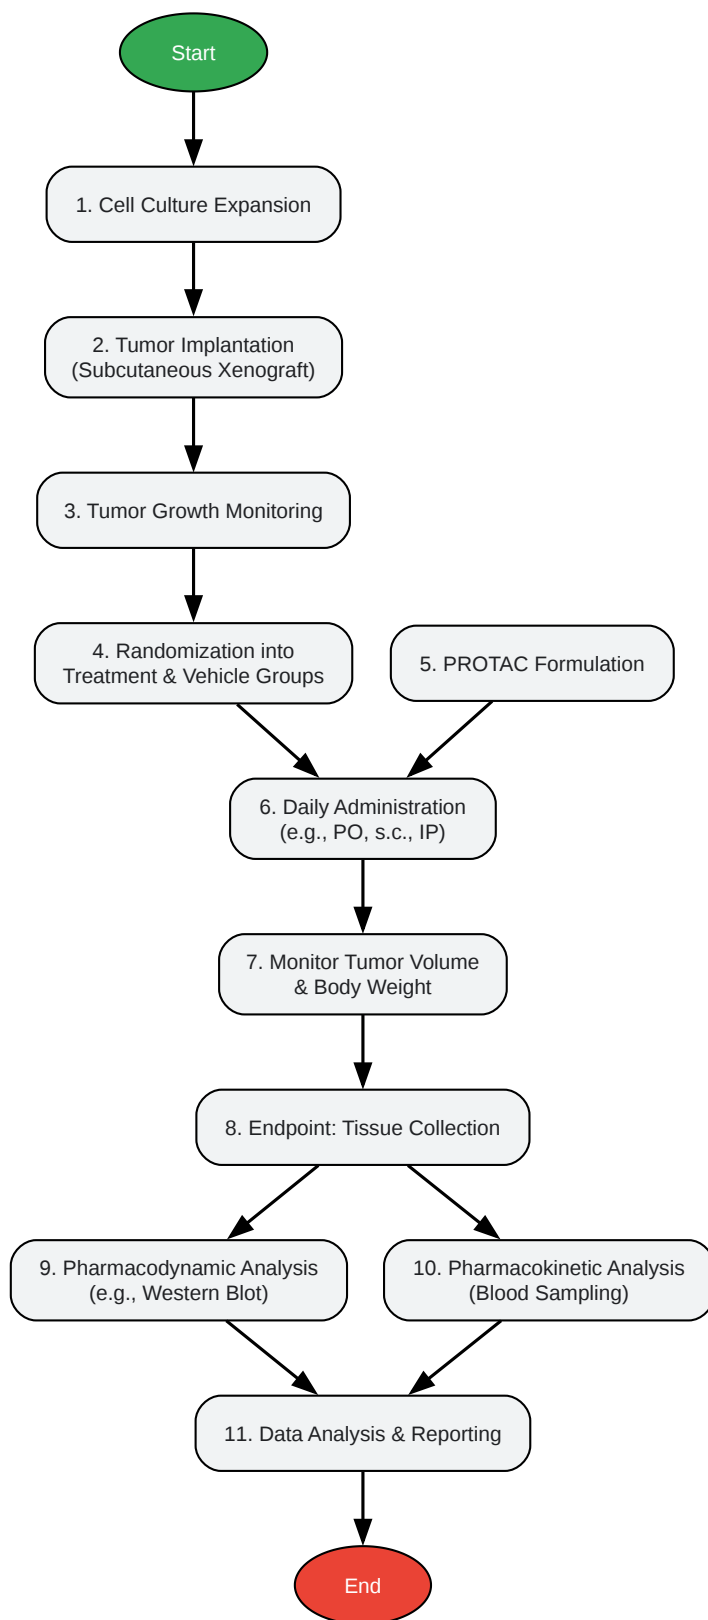 Start
1. Cell Culture Expansion
2. Tumor Implantation
(Subcutaneous Xenograft)
3. Tumor Growth Monitoring
4. Randomization into
Treatment & Vehicle Groups
5. PROTAC Formulation
6. Daily Administration
(e.g., PO, s.c., IP)
7. Monitor Tumor Volume
& Body Weight
8. Endpoint: Tissue Collection
9. Pharmacodynamic Analysis
(e.g., Western Blot)
10. Pharmacokinetic Analysis
(Blood Sampling)
11. Data Analysis & Reporting
End